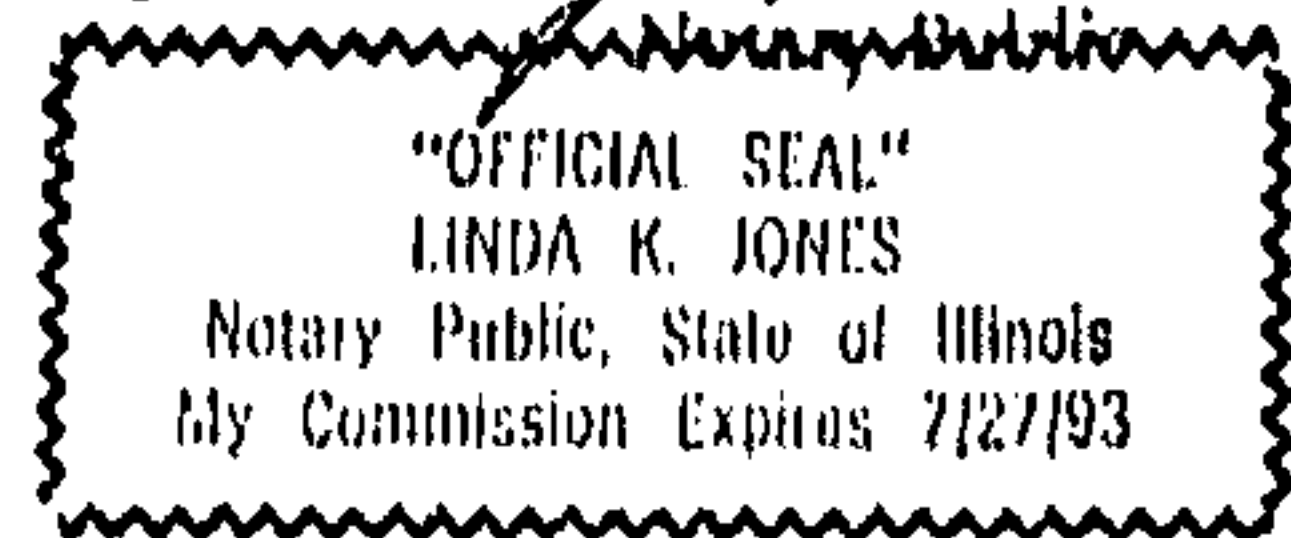 Notary Public
"OFFICIAL SEAL"
LINDA K. JONES
Notary Public, State of Illinois
My Commission Expires 7/27/93